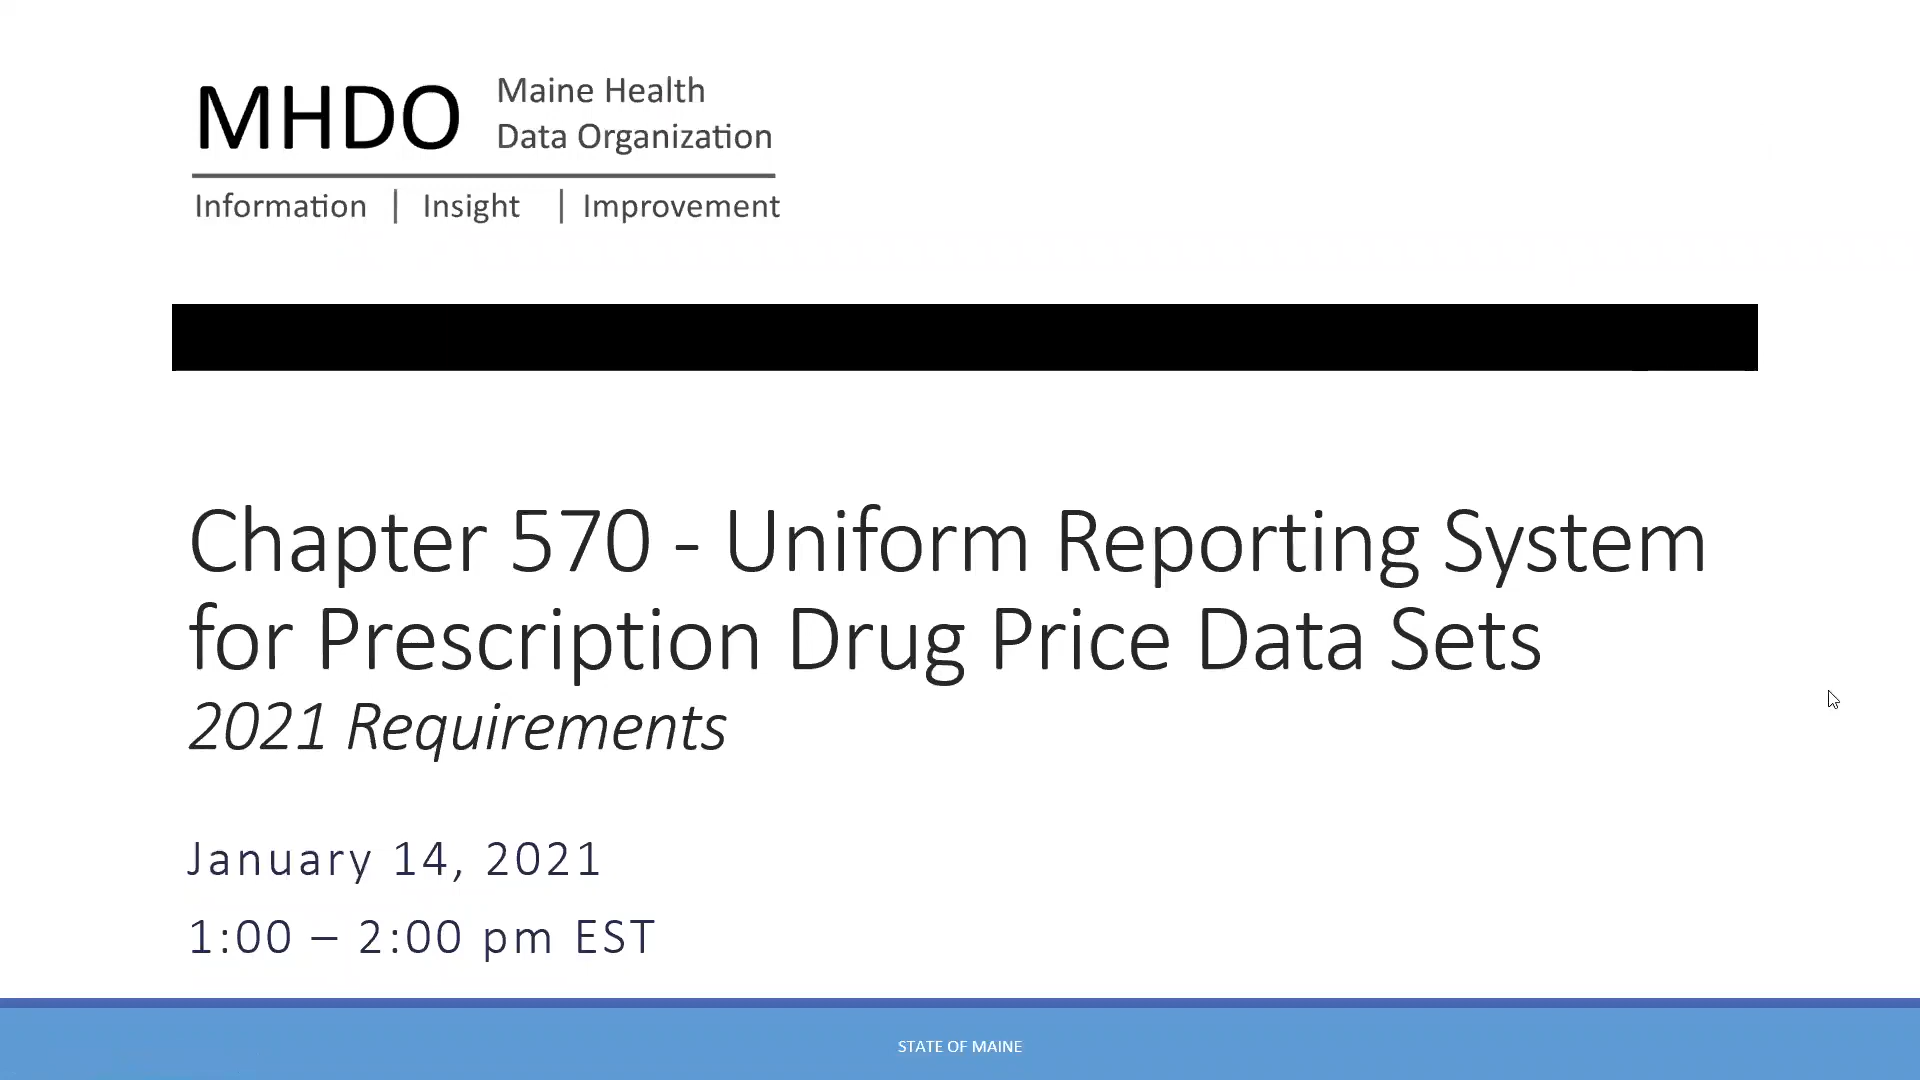 MHDO
Maine Health
Data Organization
Information | Insight | Improvement
Chapter 570 - Uniform Reporting System
for Prescription Drug Price Data Sets
2021 Requirements
January 14, 2021
1:00 – 2:00 pm EST
STATE OF MAINE